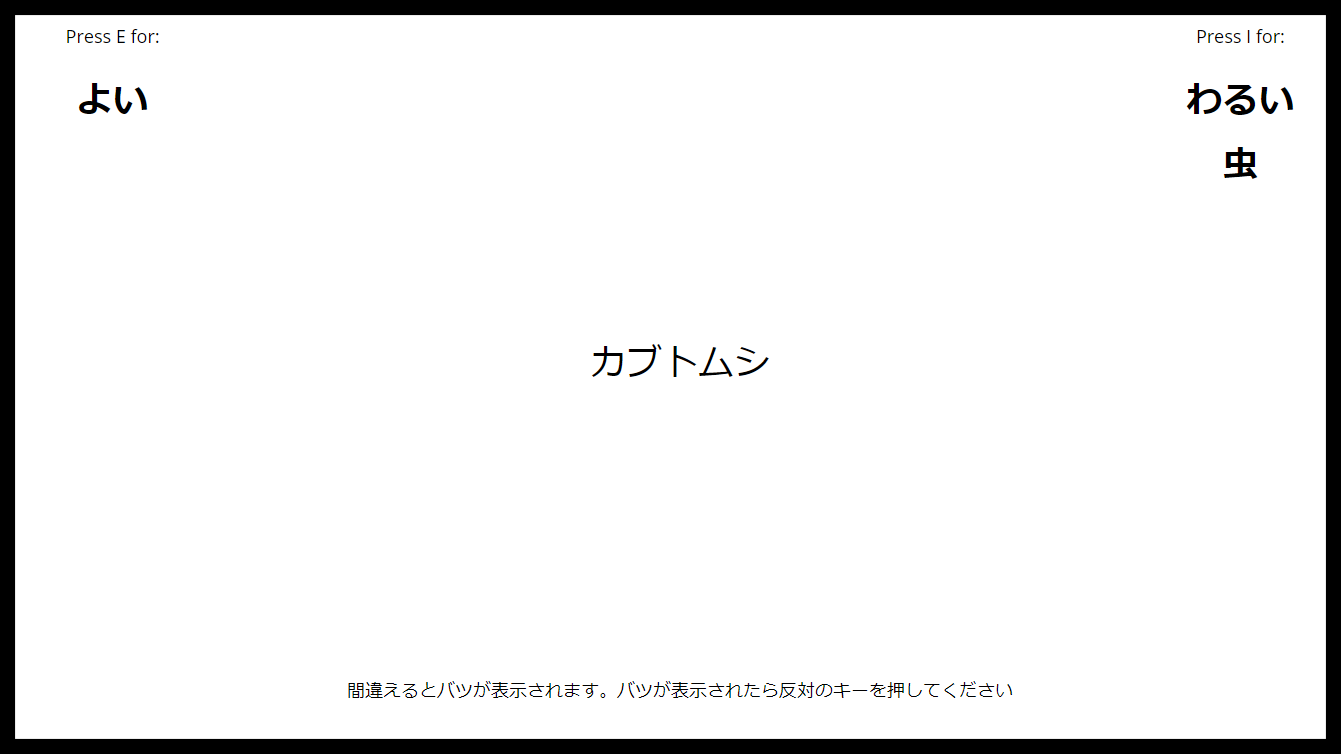 Press E for:
よい
Press I for:
わるい
虫
カブトムシ
間違えるとバツが表示されます。バツが表示されたら反対のキーを押してください